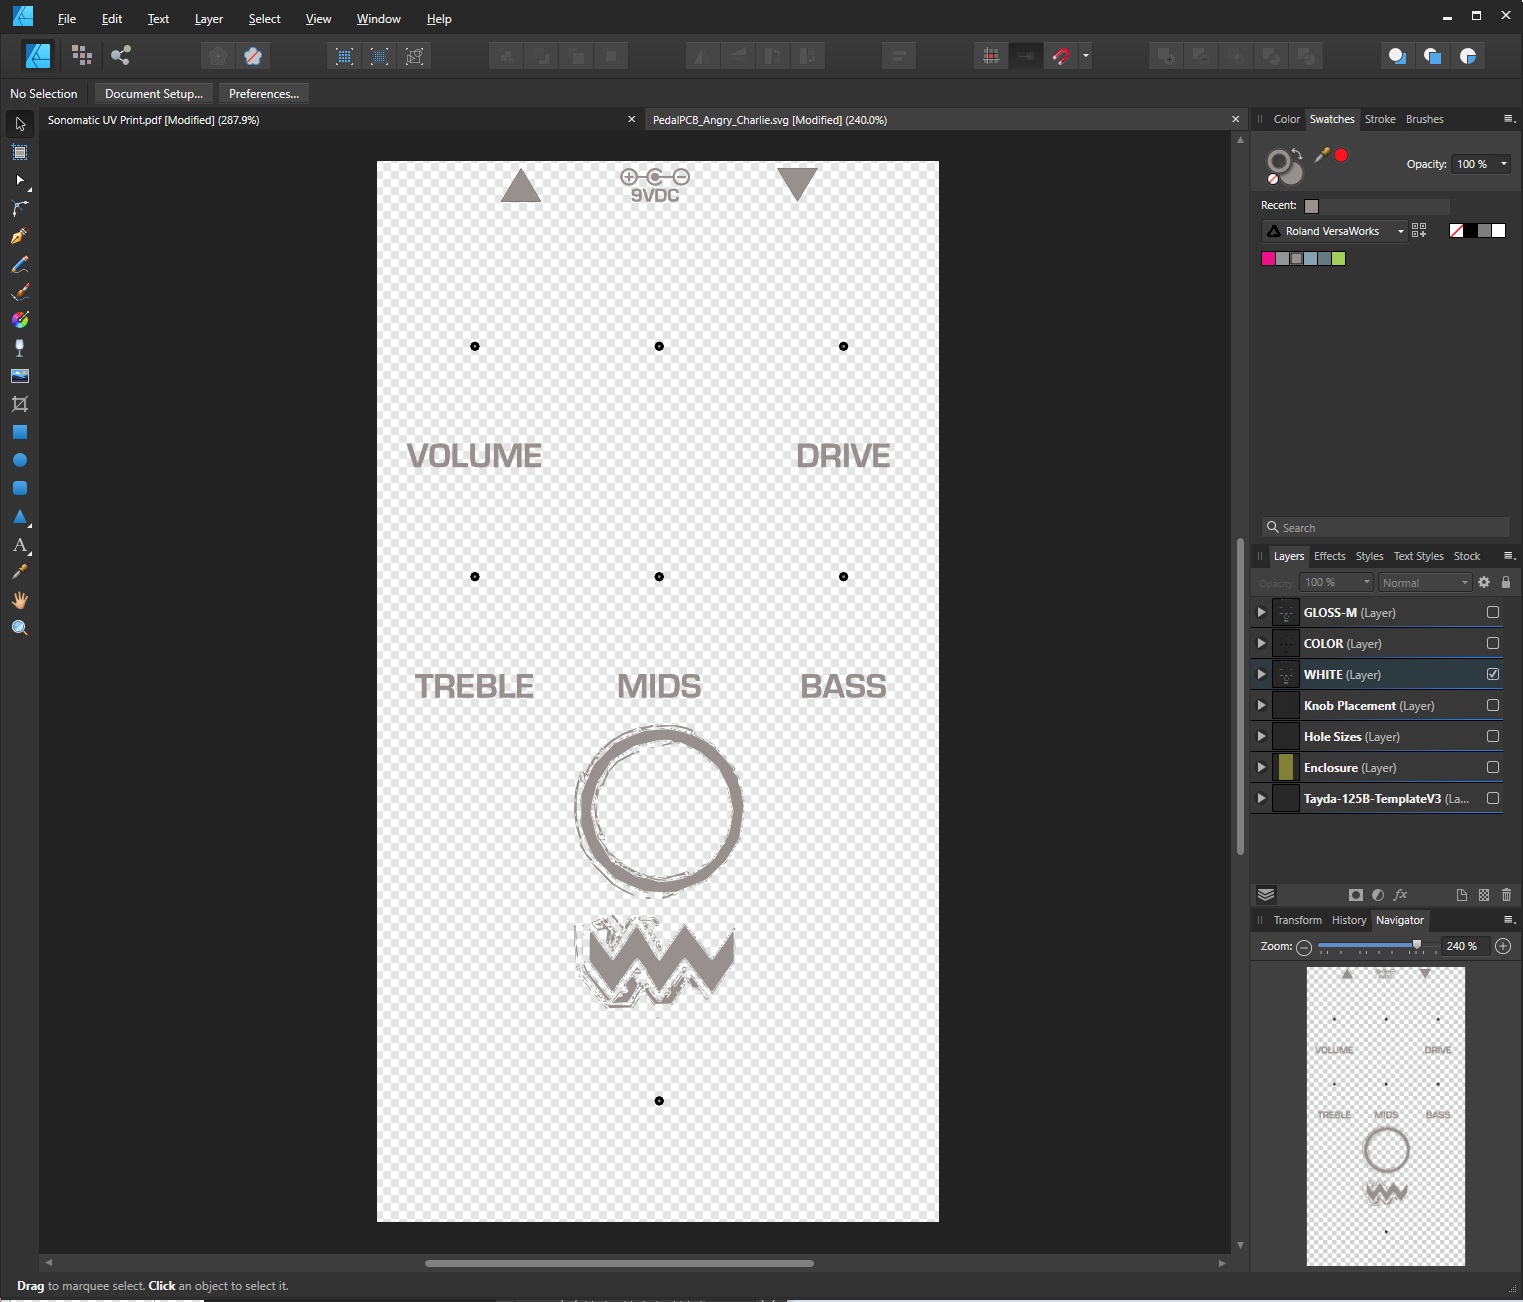 File Edit Text Layer Select View Window Help
No Selection Document Setup... Preferences...
Sonomatic UV Print.pdf [Modified] (287.9%)
PedalPCB_Angry_Charlie.svg [Modified] (240.0%)
Color Swatches Stroke Brushes
Opacity: 100 %
Recent:
Roland VersaWorks
9VDC
VOLUME DRIVE
TREBLE MIDS BASS
Search
Layers Effects Styles Text Styles Stock
Opacity: 100 % Normal
GLOSS-M (Layer)
COLOR (Layer)
WHITE (Layer)
Knob Placement (Layer)
Hole Sizes (Layer)
Enclosure (Layer)
Tayda-125B-TemplateV3 (La...
Transform History Navigator
Zoom: 240 %
VOLUME DRIVE
TREBLE MIDS BASS
Drag to marquee select. Click an object to select it.